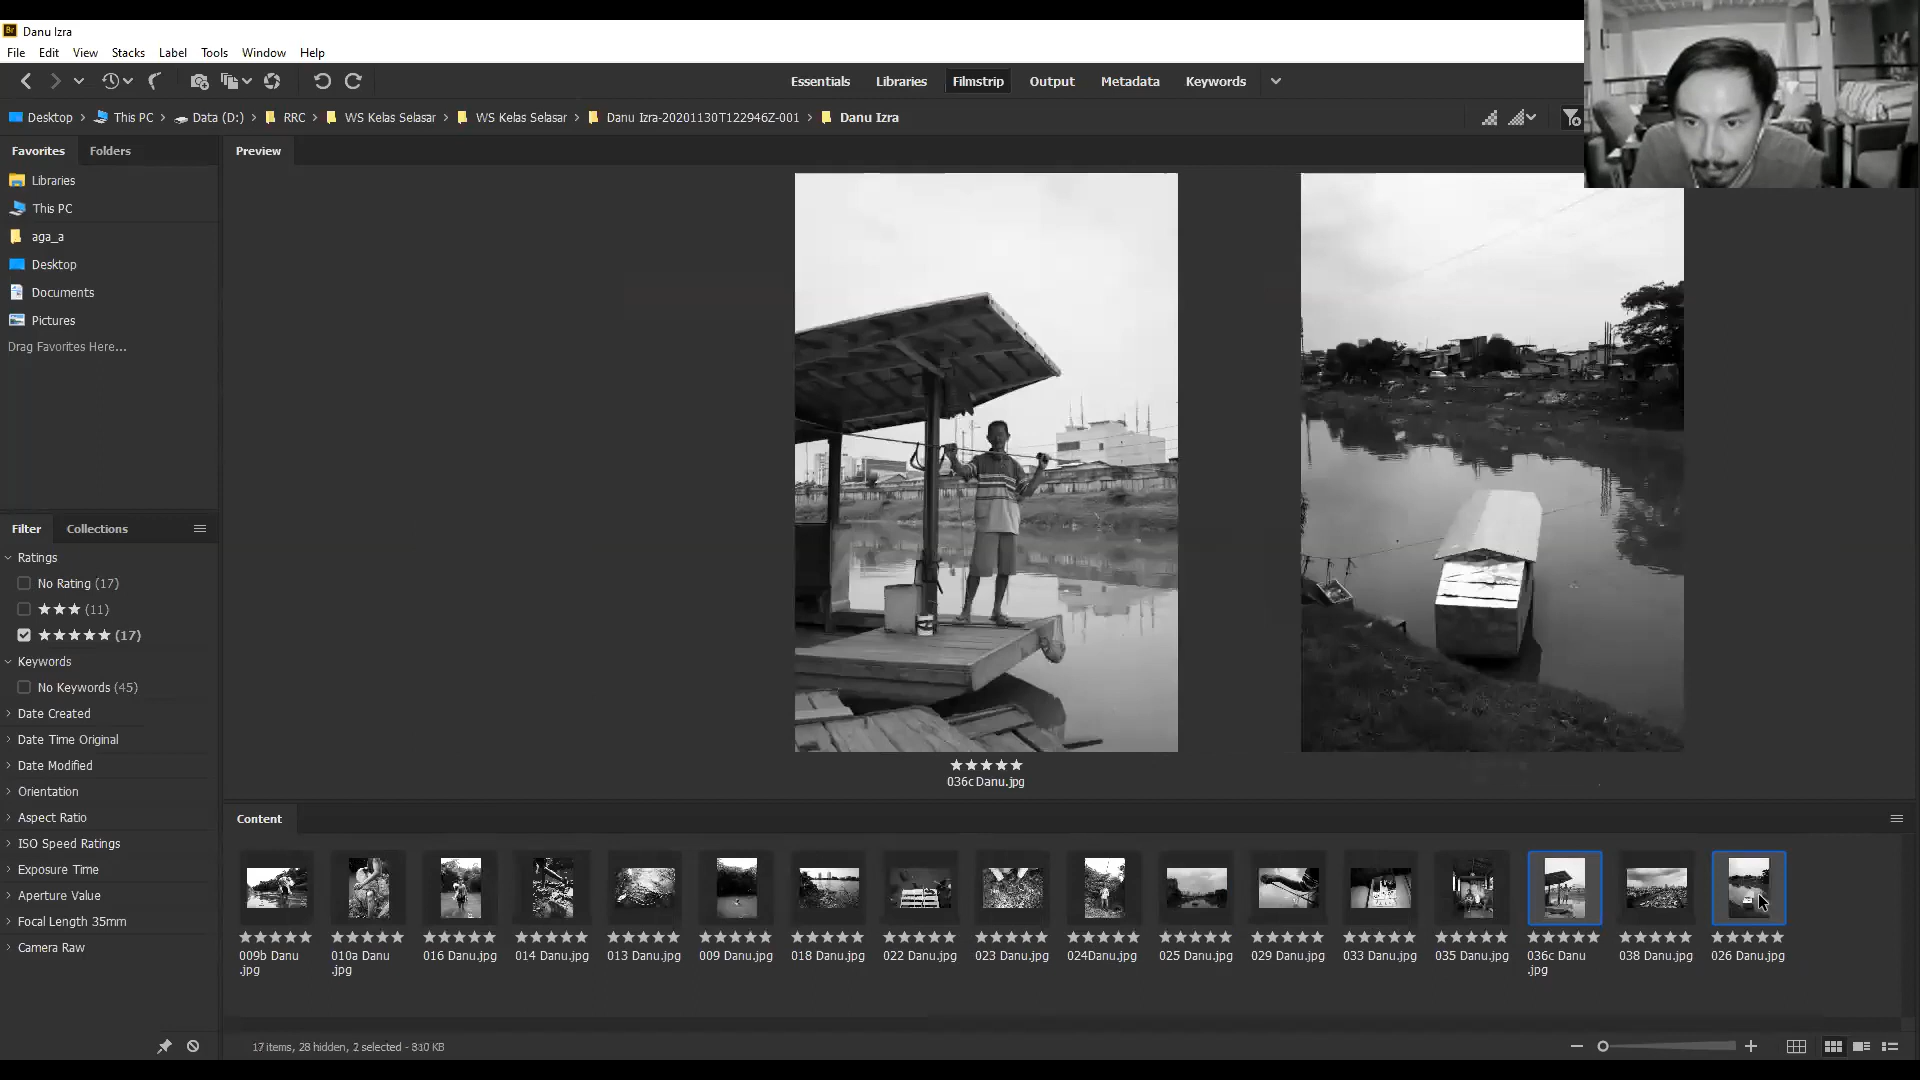 Br Danu Izra
File Edit View Stacks Label Tools Window Help
Essentials Libraries Filmstrip Output Metadata Keywords
Desktop This PC Data (D:) RRC WS Kelas Selasar WS Kelas Selasar Danu Izra-20201130T122946Z-001 Danu Izra
Favorites Folders
Preview
Libraries
This PC
aga_a
Desktop
Documents
Pictures
Drag Favorites Here...
Filter Collections
Ratings
No Rating (17)
★★★ (11)
★★★★★ (17)
Keywords
No Keywords (45)
Date Created
Date Time Original
Date Modified
Orientation
Aspect Ratio
ISO Speed Ratings
Exposure Time
Aperture Value
Focal Length 35mm
Camera Raw
★★★★★
036c Danu.jpg
Content
★★★★★ ★★★★★ ★★★★★ ★★★★★ ★★★★★ ★★★★★ ★★★★★ ★★★★★ ★★★★★ ★★★★★ ★★★★★ ★★★★★ ★★★★★ ★★★★★ ★★★★★ ★★★★★ ★★★★★
009b Danu .jpg
010a Danu .jpg
016 Danu.jpg
014 Danu.jpg
013 Danu.jpg
009 Danu.jpg
018 Danu.jpg
022 Danu.jpg
023 Danu.jpg
024Danu.jpg
025 Danu.jpg
029 Danu.jpg
033 Danu.jpg
035 Danu.jpg
036c Danu .jpg
038 Danu.jpg
026 Danu.jpg
17 items, 28 hidden, 2 selected - 310 KB